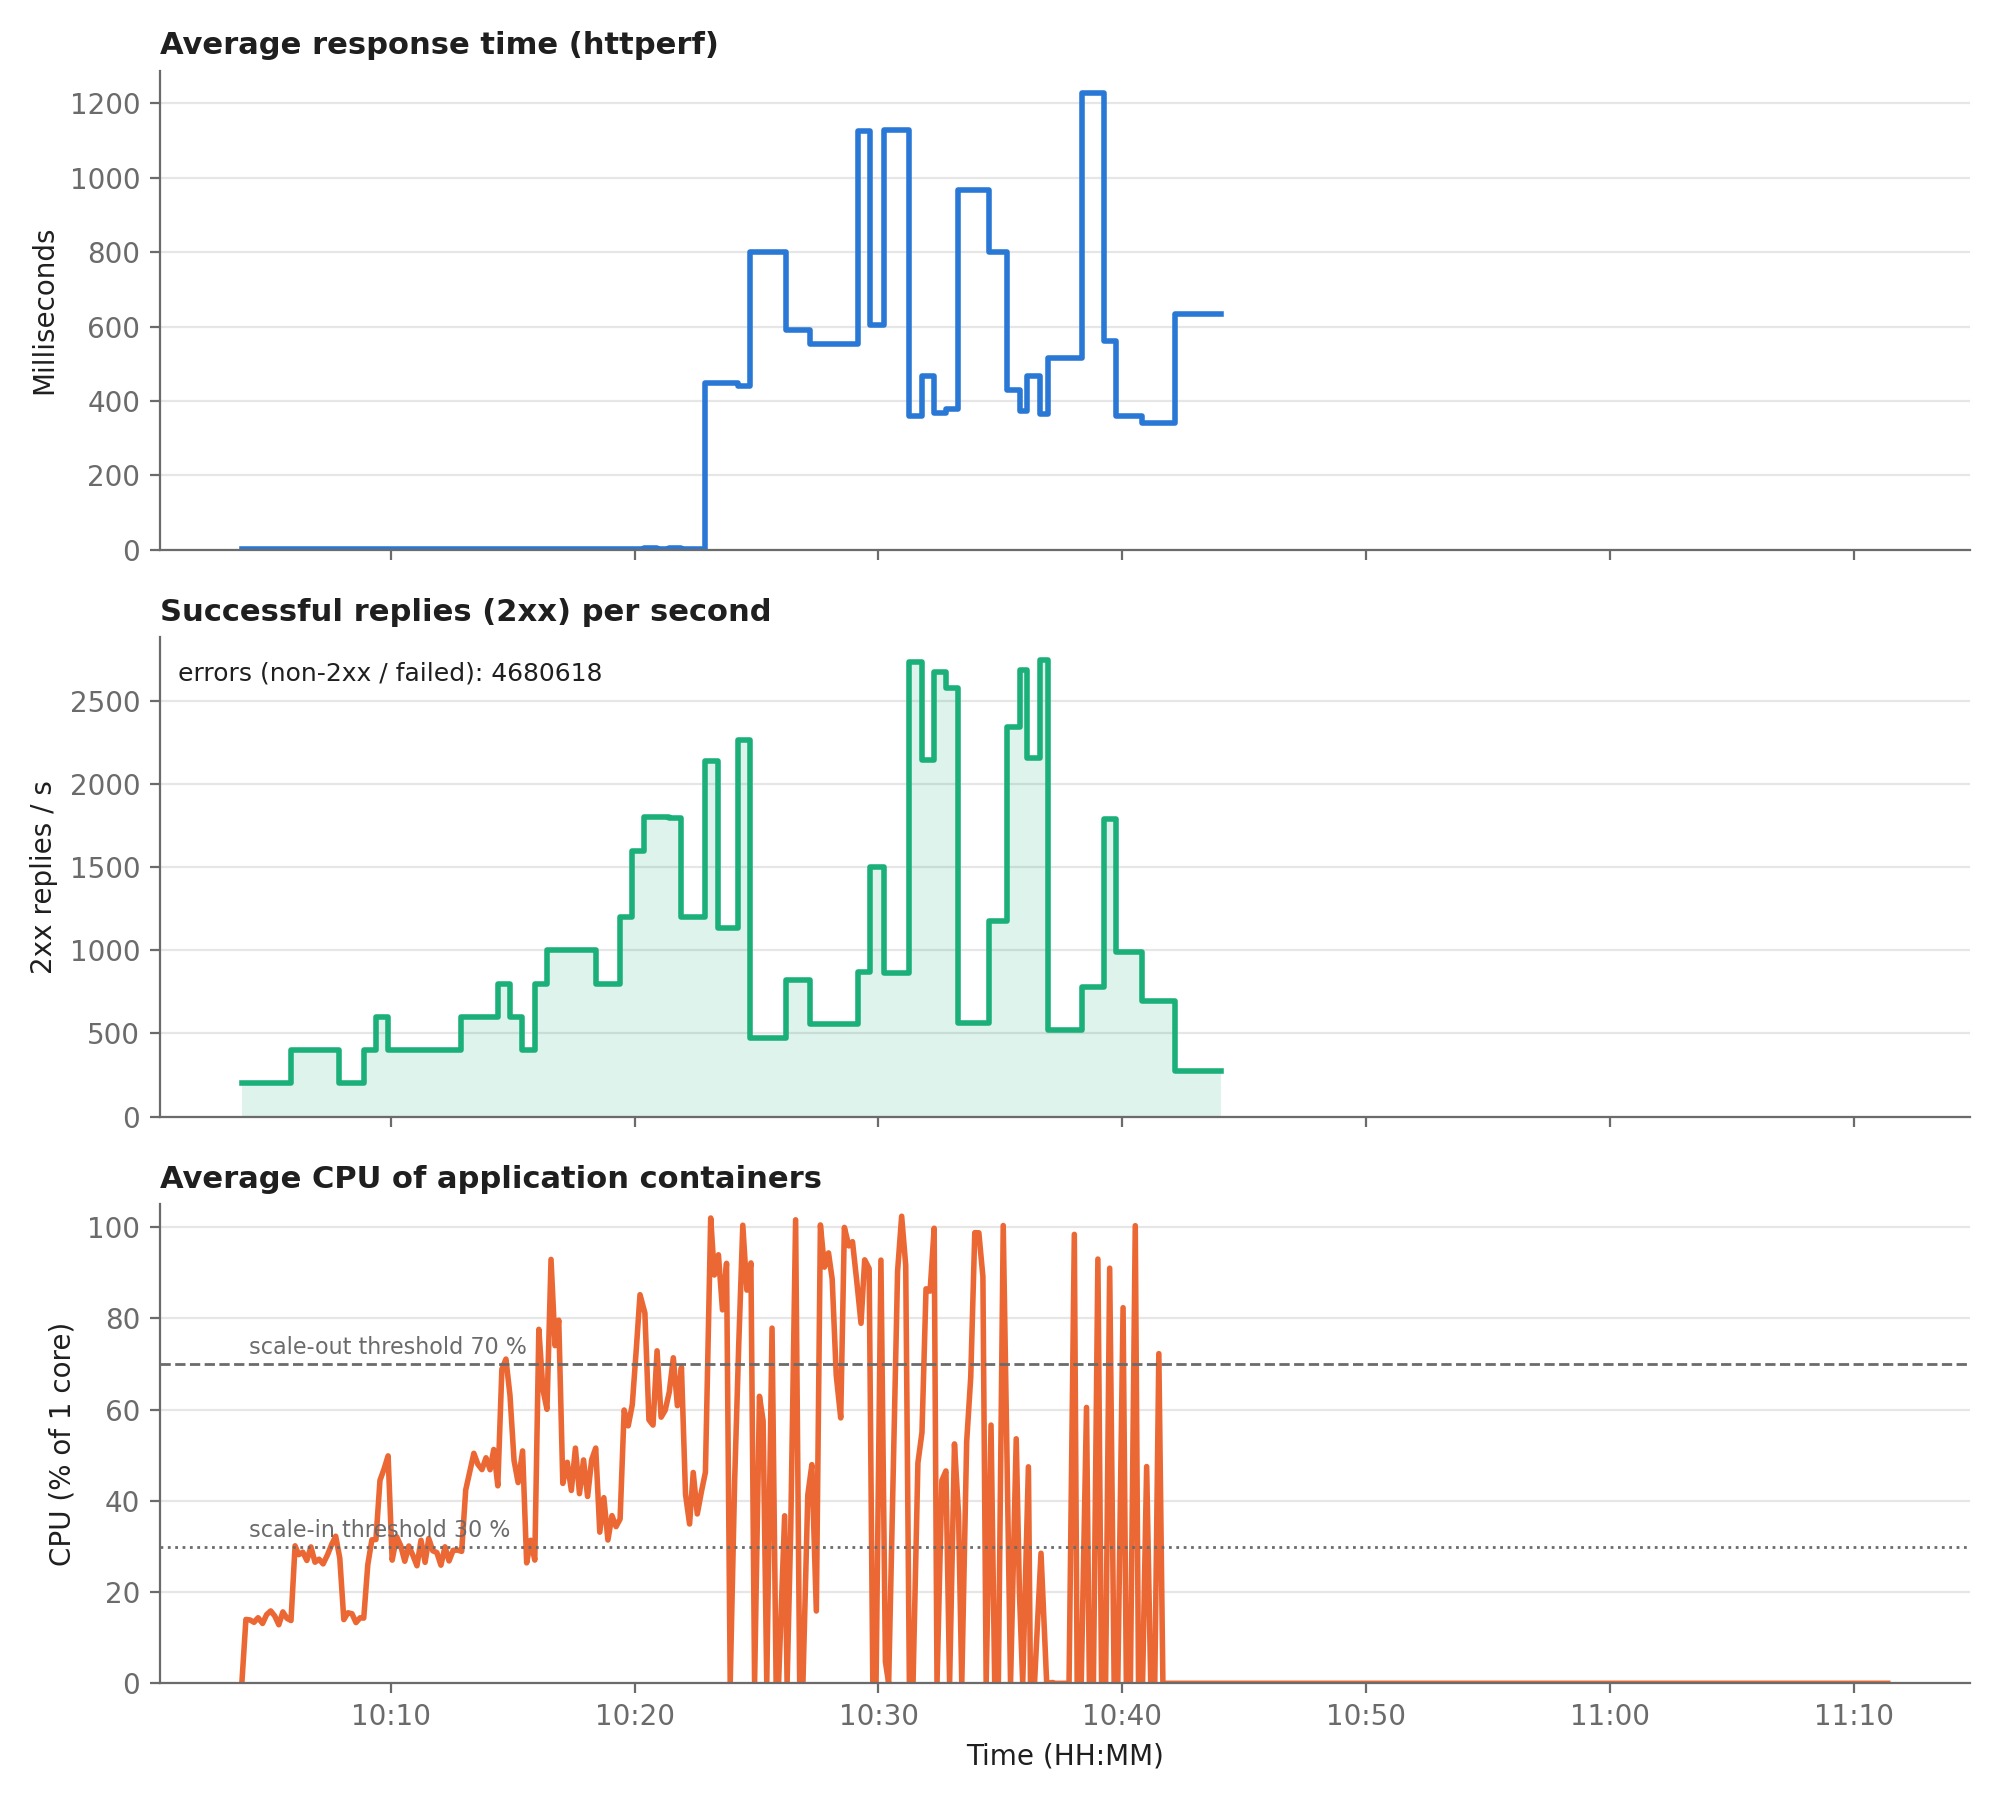 Average response time (httperf)
1200
1000
800
600
400
200
0
Milliseconds
Successful replies (2xx) per second
errors (non-2xx / failed): 4680618
2500
2000
1500
1000
500
0
2xx replies / s
Average CPU of application containers
100
80
60
40
20
0
CPU (% of 1 core)
scale-out threshold 70 %
scale-in threshold 30 %
10:10 10:20 10:30 10:40 10:50 11:00 11:10
Time (HH:MM)